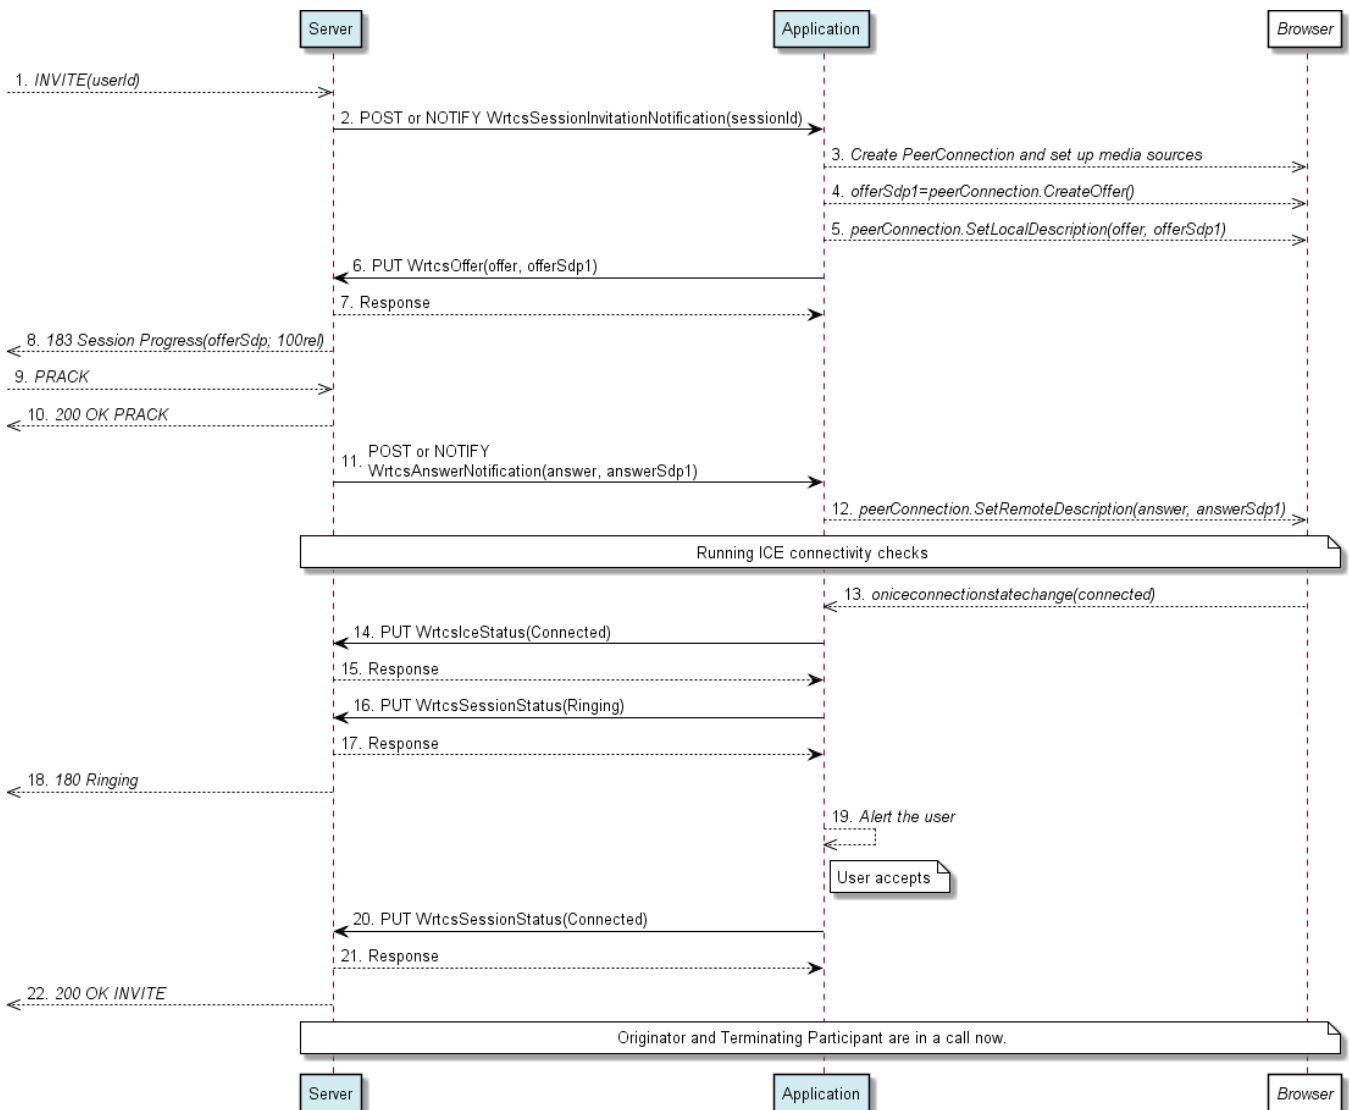 Server
Application
Browser
1. INVITE(userId)
2. POST or NOTIFY WrtcsSessionInvitationNotification(sessionId)
3. Create PeerConnection and set up media sources
4. offerSdp1=peerConnection.CreateOffer()
5. peerConnection.SetLocalDescription(offer, offerSdp1)
6. PUT WrtcsOffer(offer, offerSdp1)
7. Response
8. 183 Session Progress(offerSdp; 100rel)
9. PRACK
10. 200 OK PRACK
11. POST or NOTIFY
WrtcsAnswerNotification(answer, answerSdp1)
12. peerConnection.SetRemoteDescription(answer, answerSdp1)
Running ICE connectivity checks
13. oniceconnectionstatechange(connected)
14. PUT WrtcsIceStatus(Connected)
15. Response
16. PUT WrtcsSessionStatus(Ringing)
17. Response
18. 180 Ringing
19. Alert the user
User accepts
20. PUT WrtcsSessionStatus(Connected)
21. Response
22. 200 OK INVITE
Originator and Terminating Participant are in a call now.
Server
Application
Browser